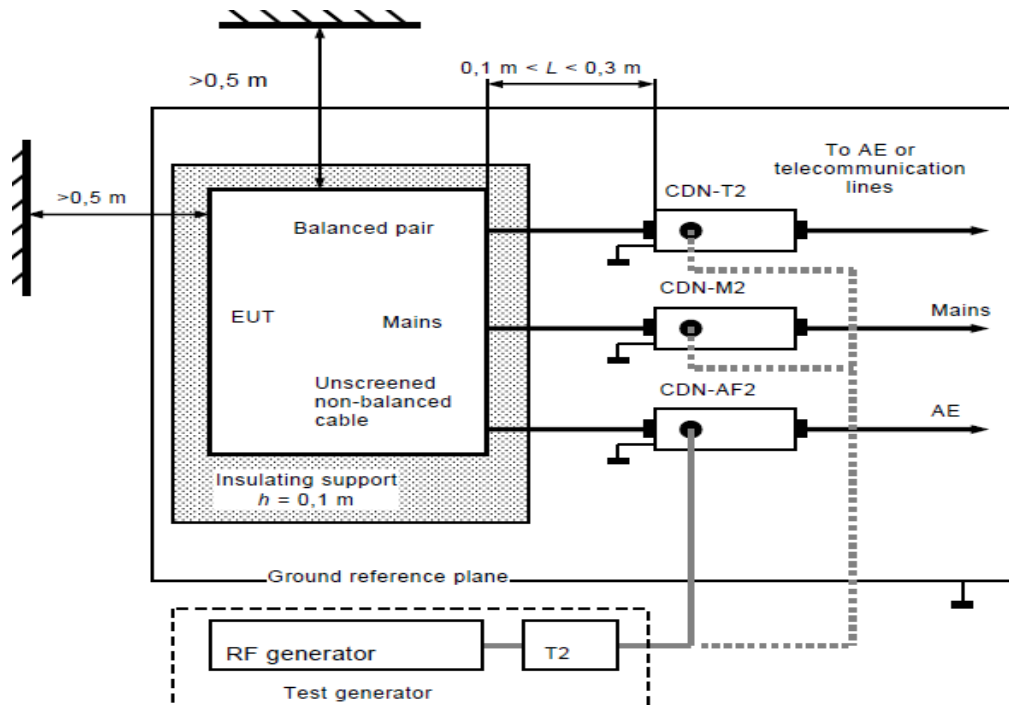 >0,5 m
0,1 m < L < 0,3 m
>0,5 m
To AE or
telecommunication
lines
CDN-T2
Balanced pair
CDN-M2
EUT
Mains
Mains
CDN-AF2
Unscreened
non-balanced
cable
AE
Insulating support
h = 0,1 m
Ground reference plane
RF generator
T2
Test generator